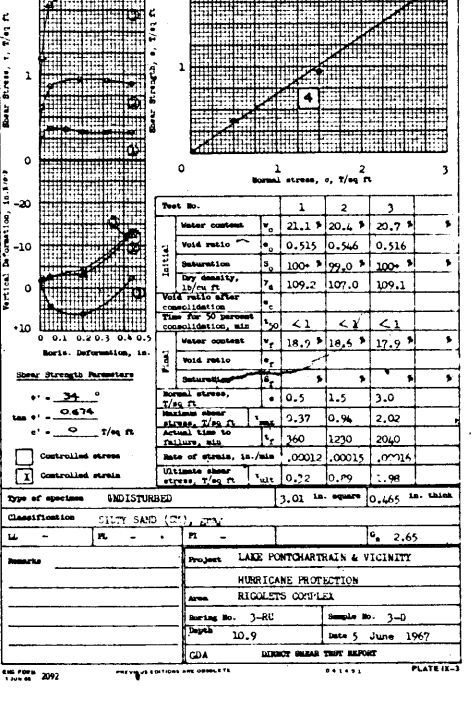 Shear Stress, τ, T/sq ft
Shear Strength, s, T/sq ft
1
0
1
4
0 1 2 3
Normal stress, σ, T/sq ft
Vertical Deformation, in.
-20
-10
0
+10
0 0.1 0.2 0.3 0.4 0.5
Horiz. Deformation, in.
Shear Strength Parameters
φ' = 34 °
tan φ' = 0.674
c' = 0 T/sq ft
Controlled stress
X Controlled strain
Test No. 1 2 3
Initial
Water content w₀ 21.1 % 20.4 % 20.7 % %
Void ratio e₀ 0.515 0.546 0.516
Saturation S₀ 100+ % 99.0 % 100+ % %
Dry density, lb/cu ft γd 109.2 107.0 109.1
Void ratio after consolidation ec
Time for 50 percent consolidation, min t50 <1 <1 <1
Final
Water content wf 18.9 % 18.6 % 17.9 % %
Void ratio ef
Saturation Sf % % % %
Normal stress, T/sq ft σ 0.5 1.5 3.0
Maximum shear stress, T/sq ft τmax 0.37 0.94 2.02
Actual time to failure, min tf 360 1230 2040
Rate of strain, in./min .00012 .00015 .00016
Ultimate shear stress, T/sq ft τult 0.32 0.89 1.98
Type of specimen UNDISTURBED 3.01 in. square 0.465 in. thick
Classification SILTY SAND (SM), GRAY
LL - PL - PI - Gs 2.65
Remarks
Project LAKE PONTCHARTRAIN & VICINITY
HURRICANE PROTECTION
Area RIGOLETS COMPLEX
Boring No. 3-RU Sample No. 3-D
Depth 10.9 Date 5 June 1967
GDA DIRECT SHEAR TEST REPORT
ENG FORM 1 JUN 65 2092 PREVIOUS EDITIONS ARE OBSOLETE 041491 PLATE IX-3